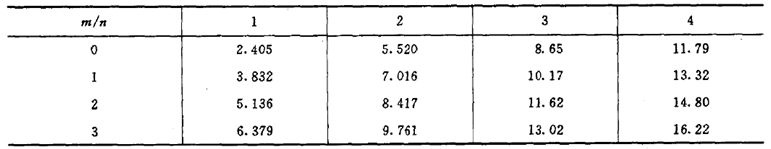 m/n 1 2 3 4
0 2.405 5.520 8.65 11.79
1 3.832 7.016 10.17 13.32
2 5.136 8.417 11.62 14.80
3 6.379 9.761 13.02 16.22